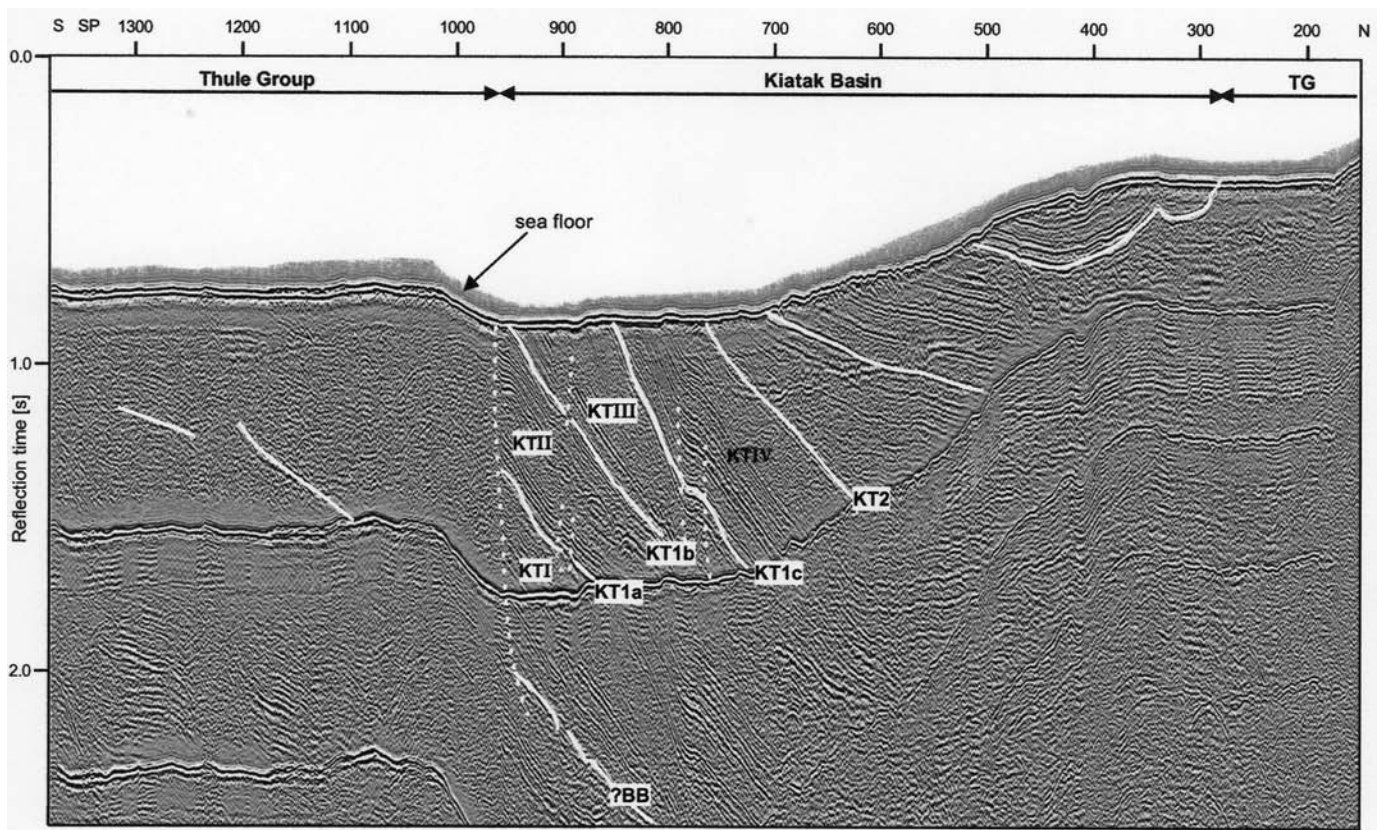 S SP 1300 1200 1100 1000 900 800 700 600 500 400 300 200 N
0.0
Thule Group Kiatak Basin TG
sea floor
1.0
Reflection time [s]
KTIII
KTII
KTIV
KT2
KT1b
KTI
KT1c
KT1a
2.0
?BB